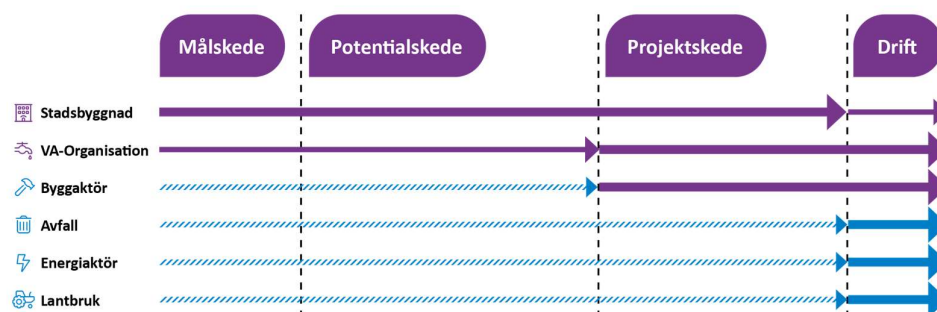 Målskede
Potentialskede
Projektskede
Drift
Stadsbyggnad
VA-Organisation
Byggaktör
Avfall
Energiaktör
Lantbruk